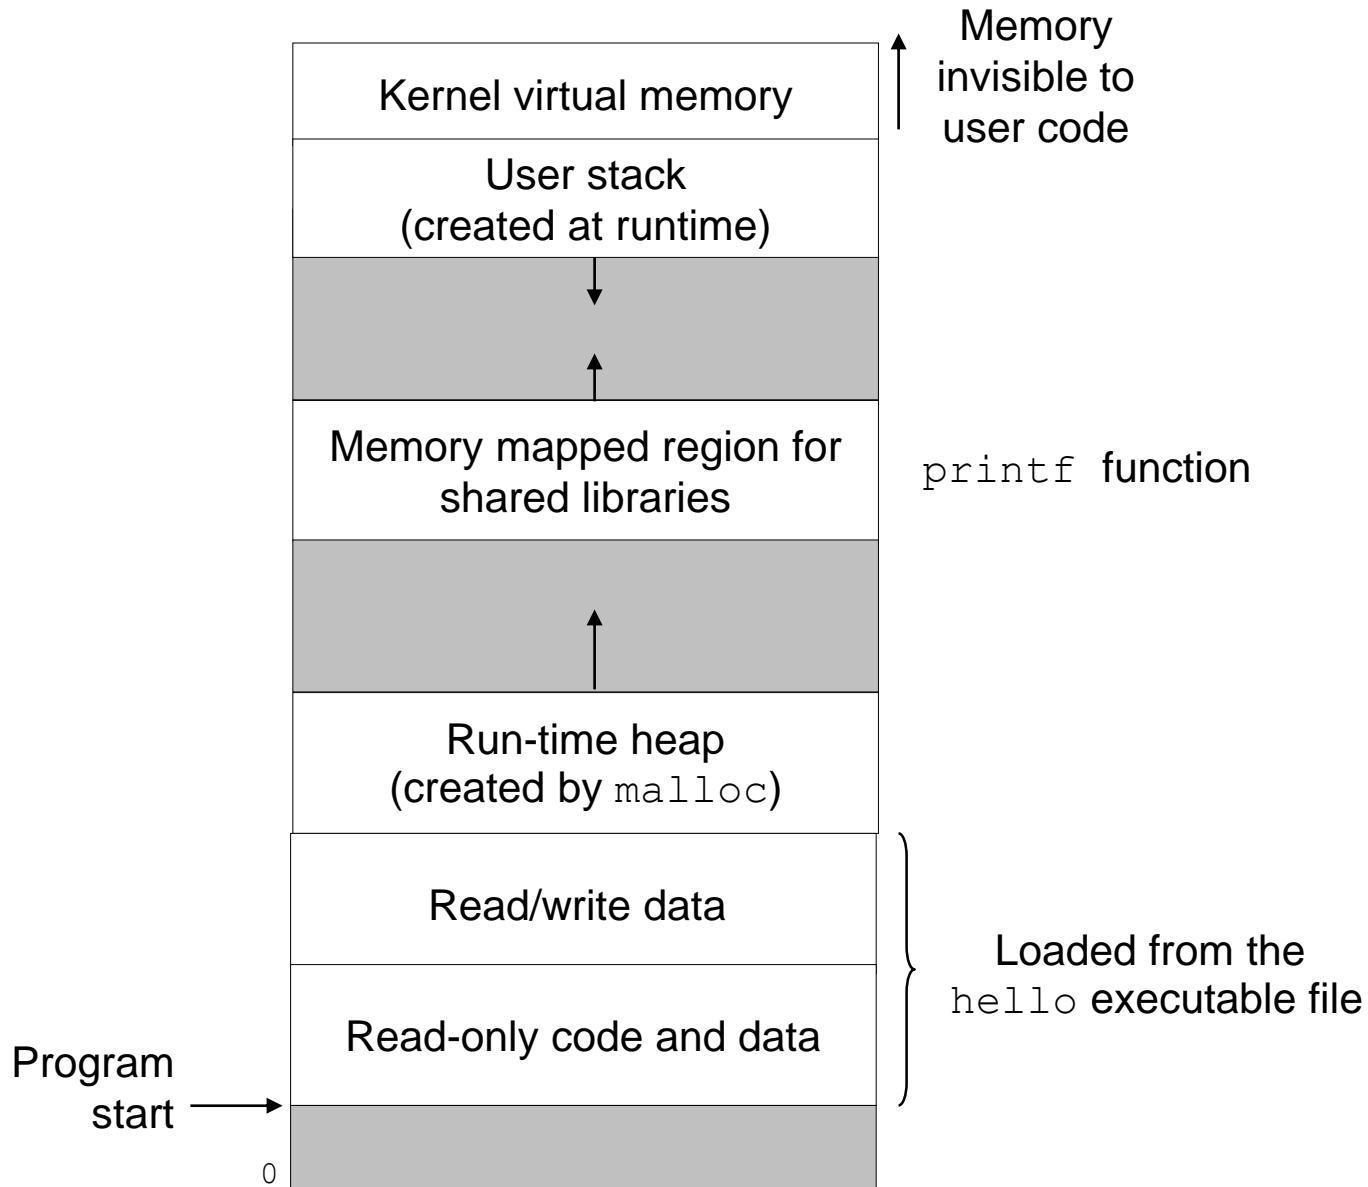 Memory
invisible to
user code
Kernel virtual memory
User stack
(created at runtime)
Memory mapped region for
shared libraries
printf function
Run-time heap
(created by malloc)
Read/write data
Loaded from the
hello executable file
Read-only code and data
Program
start
0